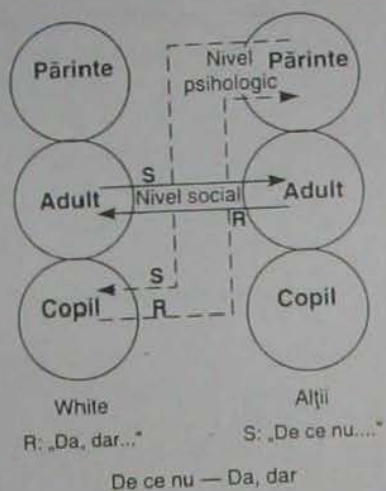 Părinte
Nivel
psihologic
Părinte
S
Adult
Nivel social
Adult
R
S
Copil
R
Copil
White
Alţii
R: „Da, dar..."
S: „De ce nu...."
De ce nu — Da, dar